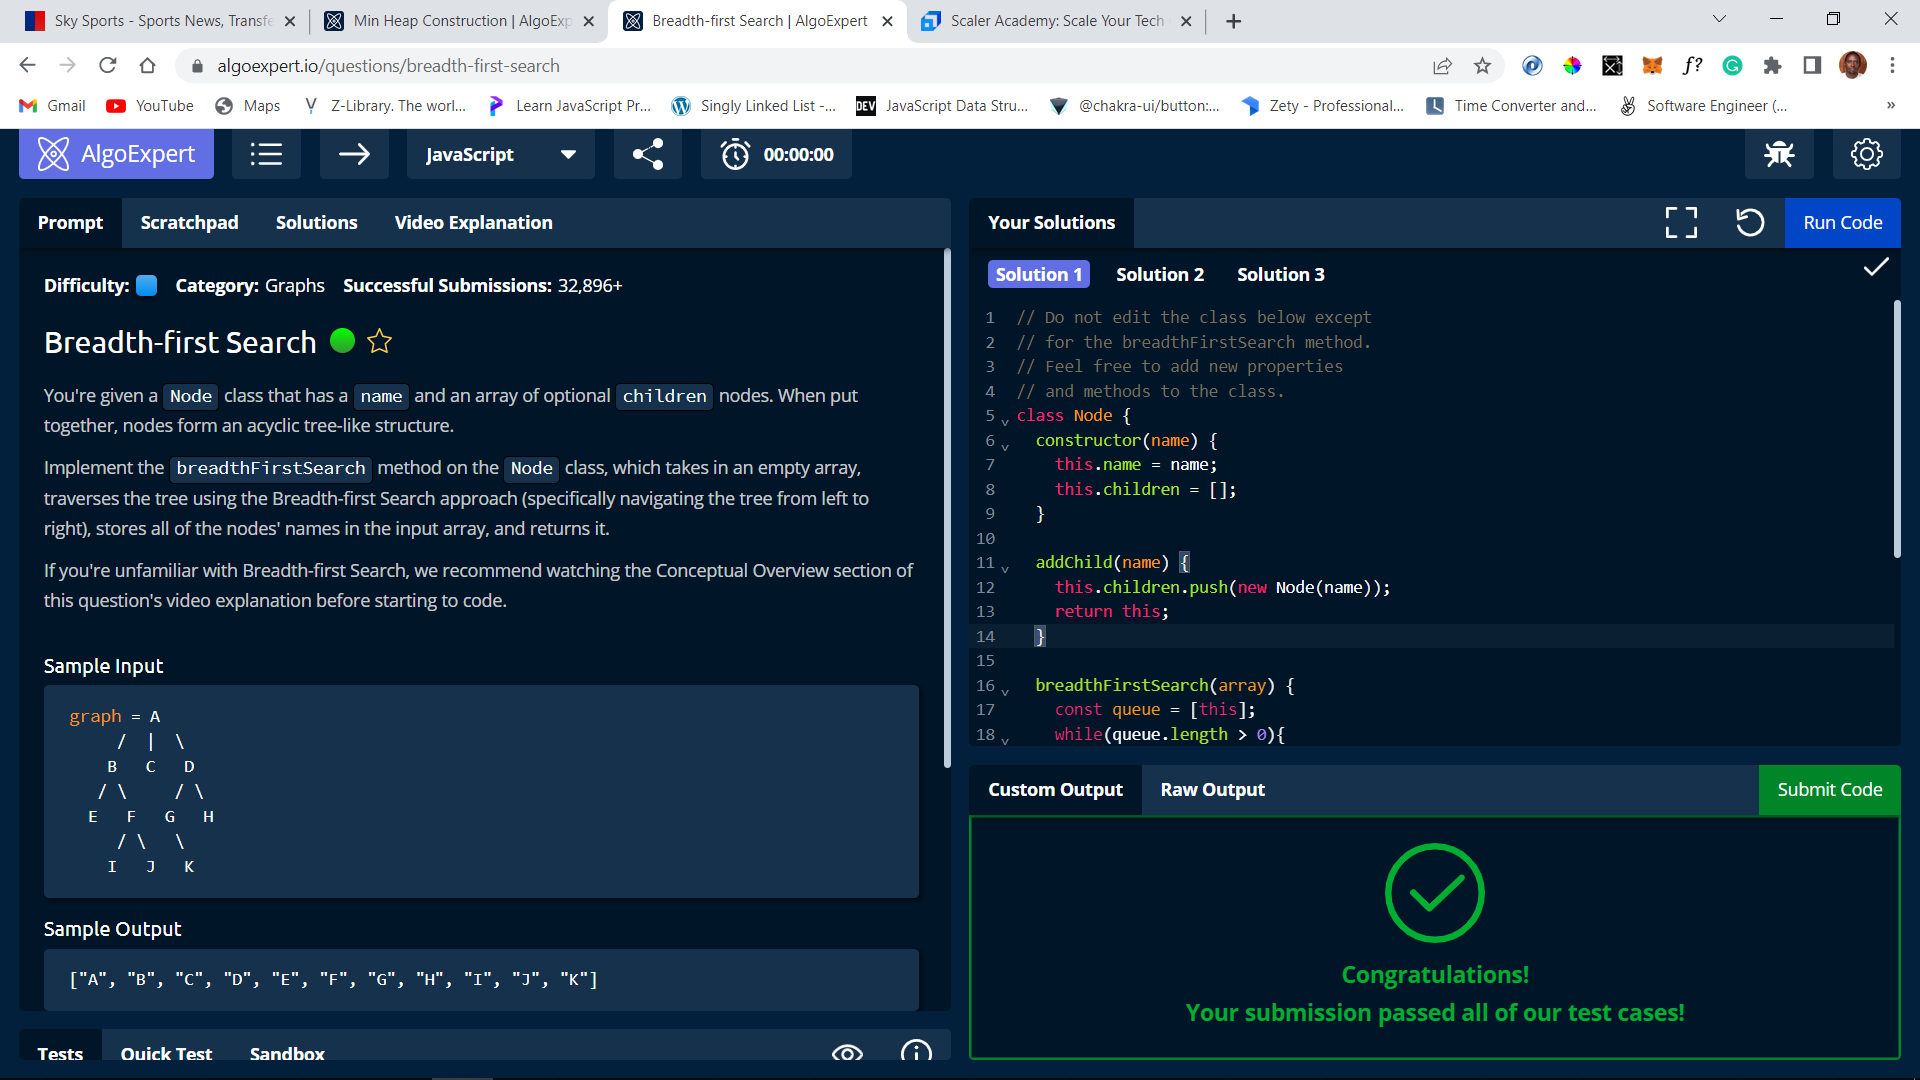 Sky Sports - Sports News, Transfe
Min Heap Construction | AlgoExp
Breadth-first Search | AlgoExpert
Scaler Academy: Scale Your Tech
algoexpert.io/questions/breadth-first-search
f?
Gmail
YouTube
Maps
Z-Library. The worl...
Learn JavaScript Pr...
Singly Linked List -...
DEV JavaScript Data Stru...
@chakra-ui/button:...
Zety - Professional...
Time Converter and...
Software Engineer (...
»
AlgoExpert
JavaScript
00:00:00
Prompt
Scratchpad
Solutions
Video Explanation
Difficulty: Category: Graphs Successful Submissions: 32,896+
Breadth-first Search
You're given a Node class that has a name and an array of optional children nodes. When put
together, nodes form an acyclic tree-like structure.
Implement the breadthFirstSearch method on the Node class, which takes in an empty array,
traverses the tree using the Breadth-first Search approach (specifically navigating the tree from left to
right), stores all of the nodes' names in the input array, and returns it.
If you're unfamiliar with Breadth-first Search, we recommend watching the Conceptual Overview section of
this question's video explanation before starting to code.
Sample Input
graph = A
/ | \
B C D
/ \ / \
E F G H
/ \ \
I J K
Sample Output
["A", "B", "C", "D", "E", "F", "G", "H", "I", "J", "K"]
Tests
Quick Test
Sandbox
Your Solutions
Run Code
Solution 1
Solution 2
Solution 3
1 // Do not edit the class below except
2 // for the breadthFirstSearch method.
3 // Feel free to add new properties
4 // and methods to the class.
5 class Node {
6 constructor(name) {
7 this.name = name;
8 this.children = [];
9 }
10
11 addChild(name) {
12 this.children.push(new Node(name));
13 return this;
14 }
15
16 breadthFirstSearch(array) {
17 const queue = [this];
18 while(queue.length > 0){
Custom Output
Raw Output
Submit Code
Congratulations!
Your submission passed all of our test cases!